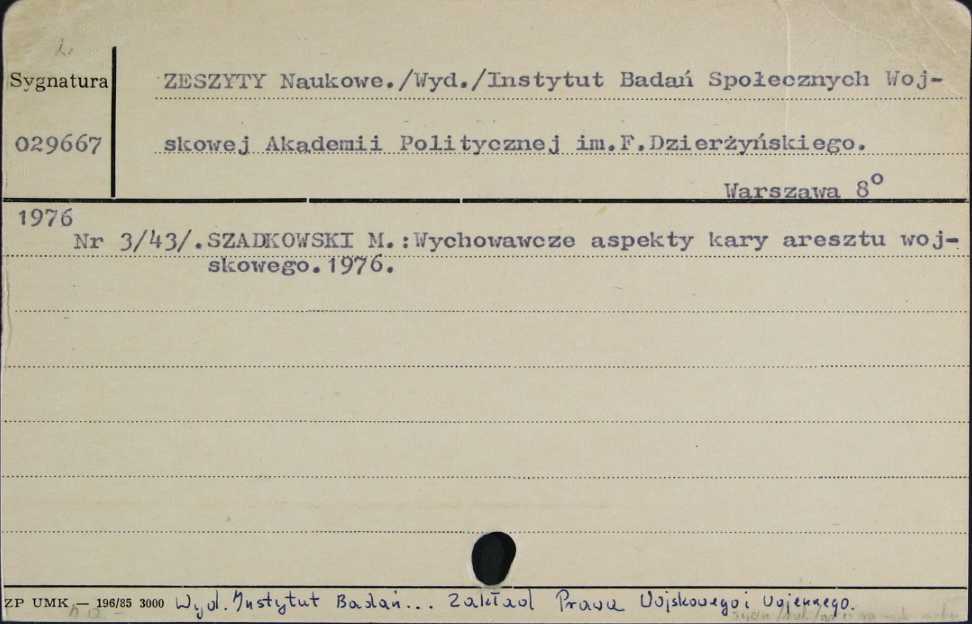 Sygnatura
029667
ZESZYTY Naukowe./Wyd./Instytut Badań Społecznych Woj-
skowej Akademii Politycznej im.F.Dzierżyńskiego.
Warszawa 8°
1976
Nr 3/43/.SZADKOWSKI M.:Wychowawcze aspekty kary aresztu woj-
skowego.1976.
ZP UMK — 196/85 3000 Wyd. Instytut Badań... Zakład Prawa Wojskowego i Wojennego.